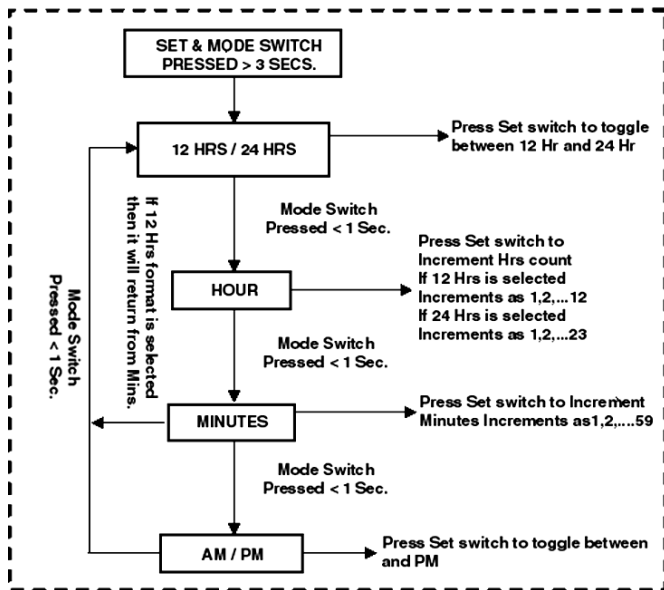 SET & MODE SWITCH
PRESSED > 3 SECS.
12 HRS / 24 HRS
Press Set switch to toggle
between 12 Hr and 24 Hr
Mode Switch
Pressed < 1 Sec.
If 12 Hrs format is selected
then it will return from Mins.
Mode Switch
Pressed < 1 Sec.
HOUR
Press Set switch to
Increment Hrs count
If 12 Hrs is selected
Increments as 1,2,...12
If 24 Hrs is selected
Increments as 1,2,...23
Mode Switch
Pressed < 1 Sec.
MINUTES
Press Set switch to Increment
Minutes Increments as1,2,....59
Mode Switch
Pressed < 1 Sec.
AM / PM
Press Set switch to toggle between
and PM